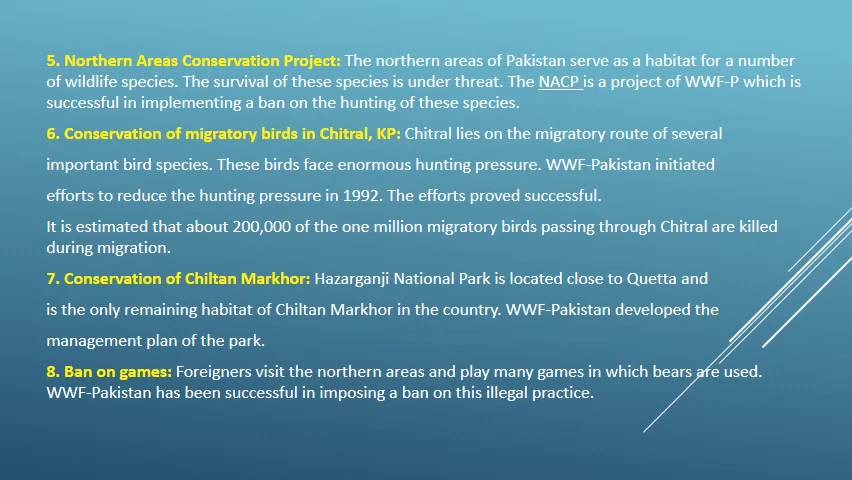 5. Northern Areas Conservation Project: The northern areas of Pakistan serve as a habitat for a number
of wildlife species. The survival of these species is under threat. The NACP is a project of WWF-P which is
successful in implementing a ban on the hunting of these species.
6. Conservation of migratory birds in Chitral, KP: Chitral lies on the migratory route of several
important bird species. These birds face enormous hunting pressure. WWF-Pakistan initiated
efforts to reduce the hunting pressure in 1992. The efforts proved successful.
It is estimated that about 200,000 of the one million migratory birds passing through Chitral are killed
during migration.
7. Conservation of Chiltan Markhor: Hazarganji National Park is located close to Quetta and
is the only remaining habitat of Chiltan Markhor in the country. WWF-Pakistan developed the
management plan of the park.
8. Ban on games: Foreigners visit the northern areas and play many games in which bears are used.
WWF-Pakistan has been successful in imposing a ban on this illegal practice.